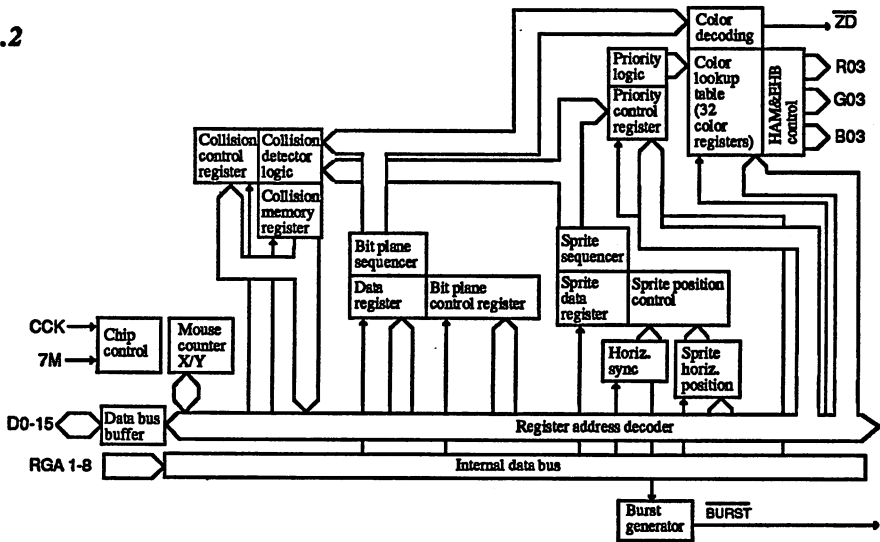 .2
Color
decoding
ZD
Priority
logic
Priority
control
register
Color
lookup
table
(32
color
registers)
HAM&EHB
control
R03
G03
B03
Collision
control
register
Collision
detector
logic
Collision
memory
register
Bit plane
sequencer
Data
register
Bit plane
control register
Sprite
sequencer
Sprite
data
register
Sprite position
control
CCK
7M
Chip
control
Mouse
counter
X/Y
Horiz.
sync
Sprite
horiz.
position
D0-15
Data bus
buffer
Register address decoder
RGA 1-8
Internal data bus
Burst
generator
BURST